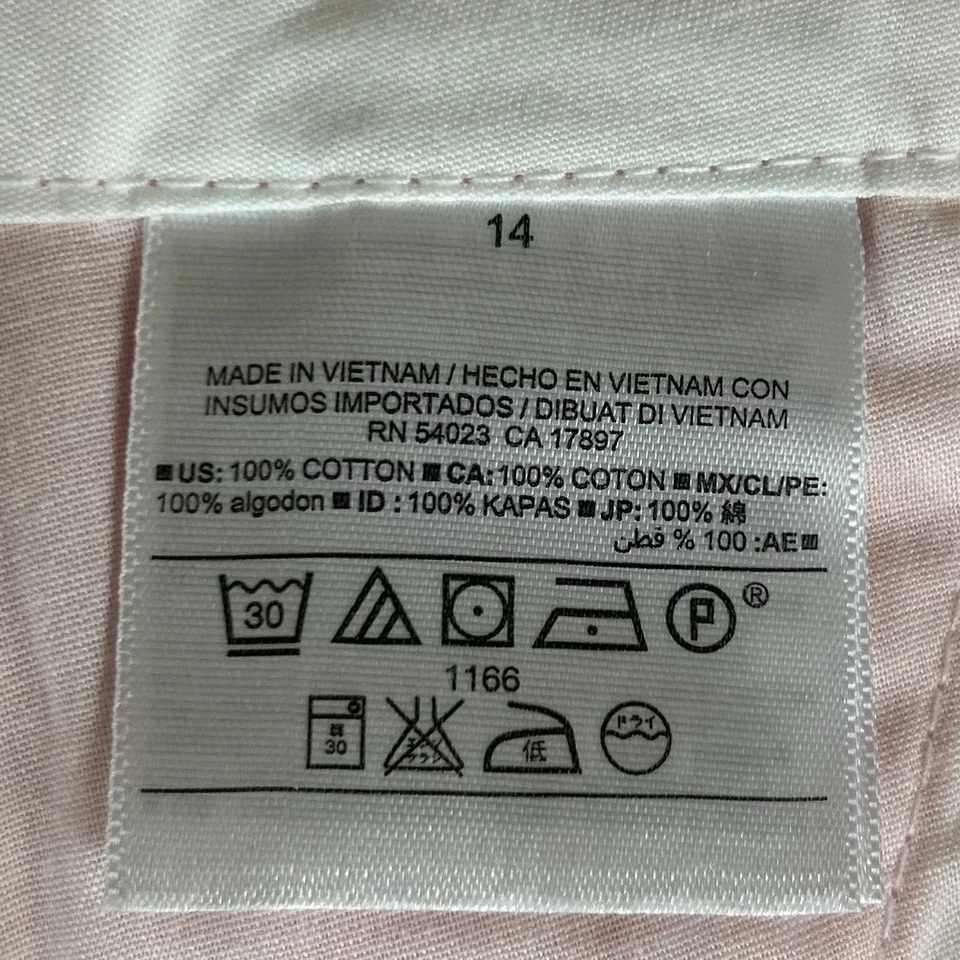 14
MADE IN VIETNAM / HECHO EN VIETNAM CON
INSUMOS IMPORTADOS / DIBUAT DI VIETNAM
RN 54023 CA 17897
US: 100% COTTON CA: 100% COTON MX/CL/PE:
100% algodon ID : 100% KAPAS JP: 100% 綿
AE: 100 % قطن
30 P ®
1166
弱 30 低 ドライ